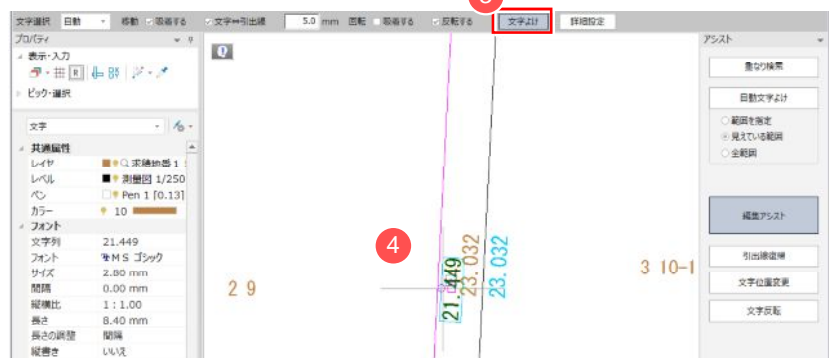 文字選択 自動 移動 吸着する 文字⇔引出線 5.0 mm 回転 吸着する 反転する 文字よけ 詳細設定
プロパティ
表示・入力
R
ピック・選択
文字
共通属性
レイヤ 求積地番1
レベル 測量図 1/250
ペン Pen 1 [0.13]
カラー 10
フォント
文字列 21.449
フォント MS ゴシック
サイズ 2.80 mm
間隔 0.00 mm
縦横比 1：1.00
長さ 8.40 mm
長さの調整 間隔
縦書き いいえ
4
29
21.449
23.032
23.032
3 10-1
アシスト
重なり検索
自動文字よけ
範囲を指定
見えている範囲
全範囲
編集アシスト
引出線復帰
文字位置変更
文字反転